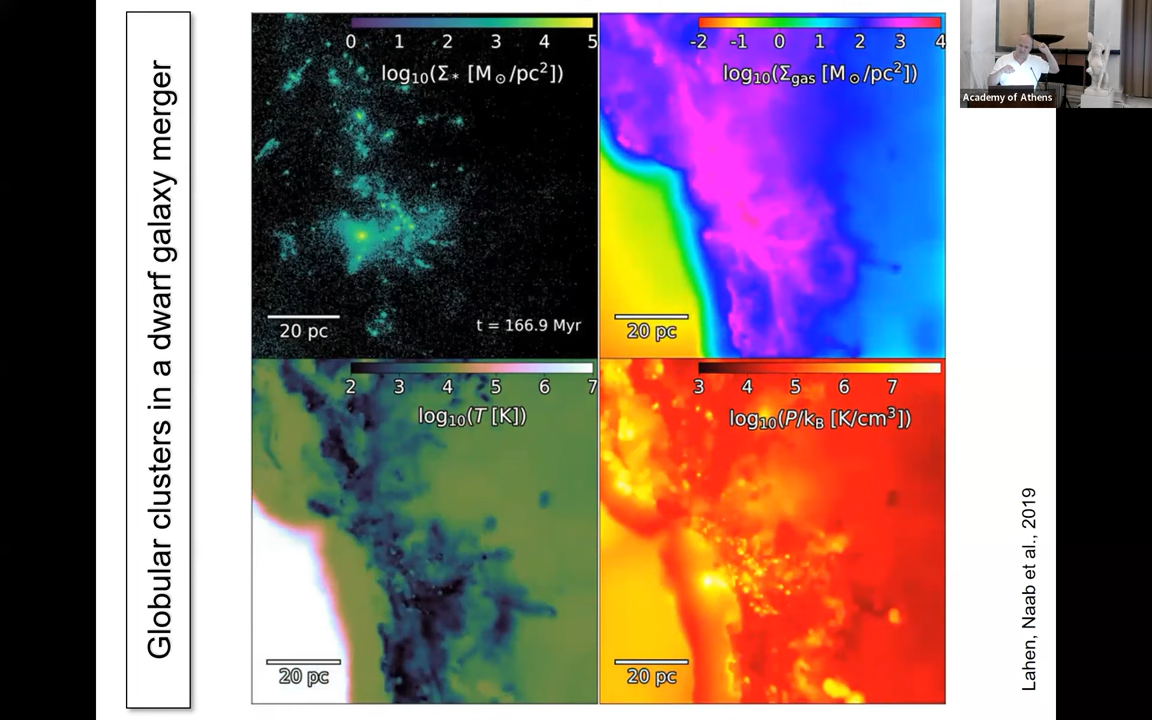 Globular clusters in a dwarf galaxy merger
0 1 2 3 4 5
log₁₀(Σ* [M⊙/pc²])
20 pc
t = 166.9 Myr
-2 -1 0 1 2 3 4
log₁₀(Σgas [M⊙/pc²])
20 pc
2 3 4 5 6 7
log₁₀(T [K])
20 pc
3 4 5 6 7
log₁₀(P/kB [K/cm³])
20 pc
Academy of Athens
Lahen, Naab et al., 2019